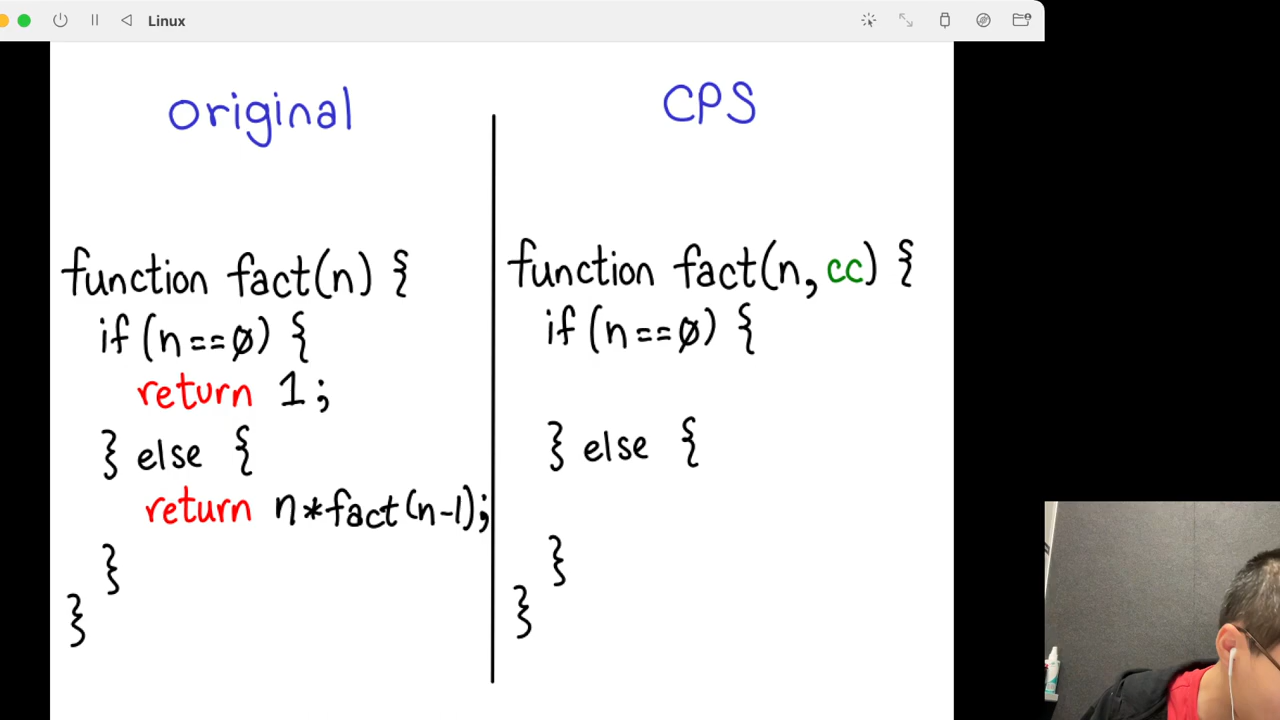 Linux
original
function fact(n) {
if (n==0) {
return 1;
} else {
return n*fact(n-1);
}
}
CPS
function fact(n, cc) {
if (n==0) {
} else {
}
}